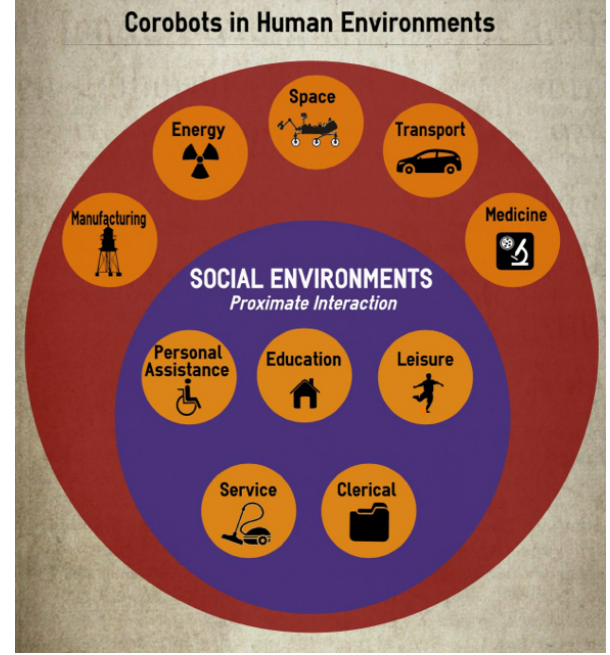 Corobots in Human Environments
Space
Energy
Transport
Manufacturing
Medicine
SOCIAL ENVIRONMENTS
Proximate Interaction
Personal
Assistance
Education
Leisure
Service
Clerical